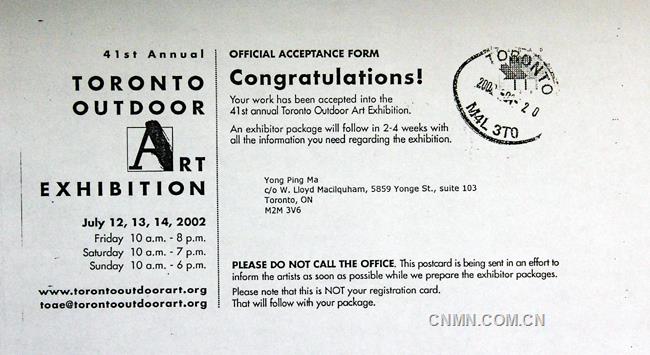 41st Annual
TORONTO
OUTDOOR
ART
EXHIBITION
July 12, 13, 14, 2002
Friday 10 a.m. - 8 p.m.
Saturday 10 a.m. - 7 p.m.
Sunday 10 a.m. - 6 p.m.
www.torontooutdoorart.org
toae@torontooutdoorart.org
OFFICIAL ACCEPTANCE FORM
Congratulations!
Your work has been accepted into the
41st annual Toronto Outdoor Art Exhibition.
An exhibitor package will follow in 2-4 weeks with
all the information you need regarding the exhibition.
Yong Ping Ma
c/o W. Lloyd Macilquham, 5859 Yonge St., suite 103
Toronto, ON
M2M 3V6
PLEASE DO NOT CALL THE OFFICE. This postcard is being sent in an effort to
inform the artists as soon as possible while we prepare the exhibitor packages.
Please note that this is NOT your registration card.
That will follow with your package.
TORONTO
M4L 3T0
CNMN.COM.CN